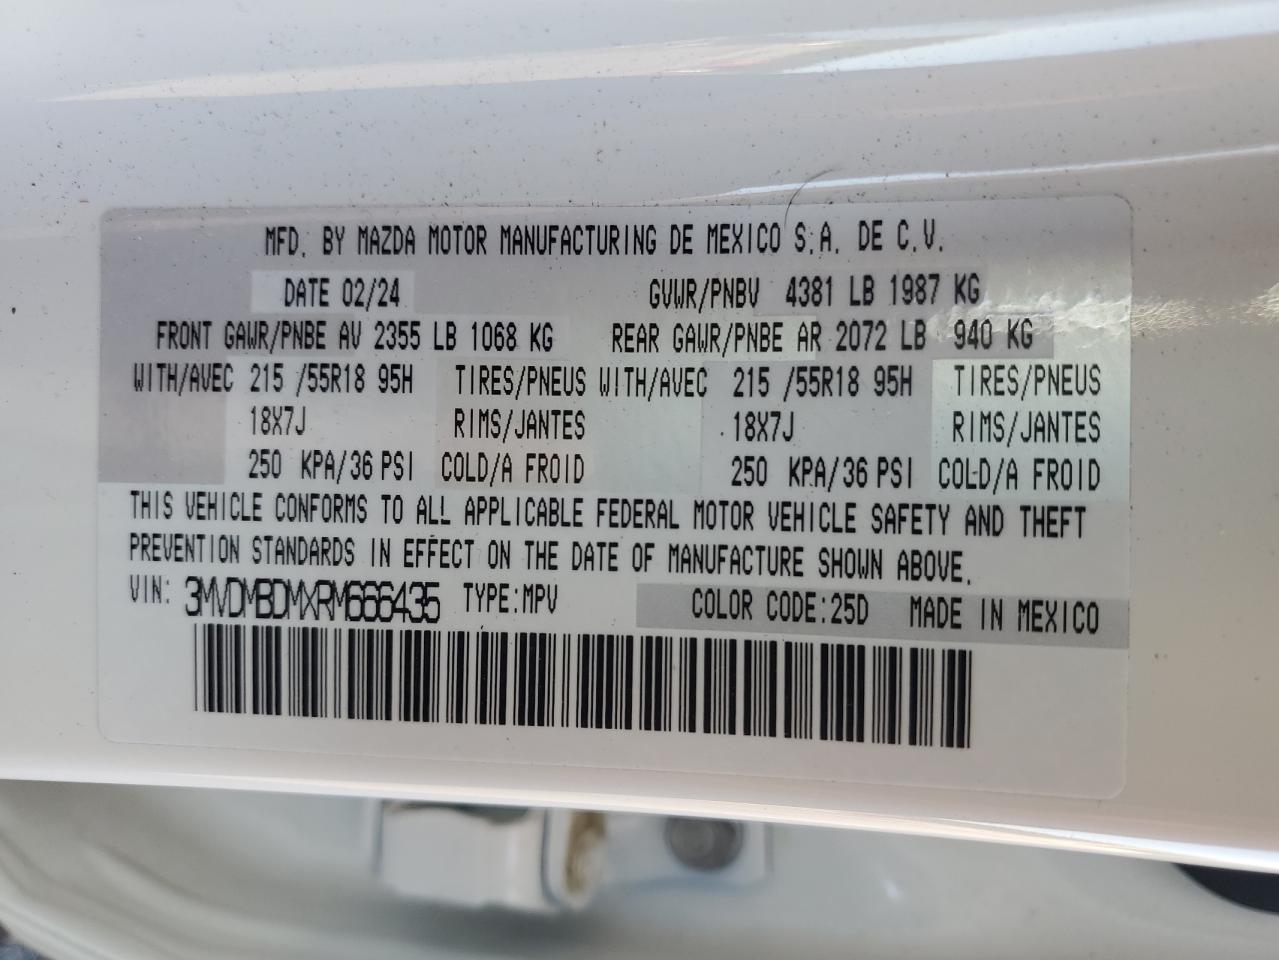 MFD. BY MAZDA MOTOR MANUFACTURING DE MEXICO S.A. DE C.V.
DATE 02/24 GVWR/PNBV 4381 LB 1987 KG
FRONT GAWR/PNBE AV 2355 LB 1068 KG REAR GAWR/PNBE AR 2072 LB 940 KG
WITH/AVEC 215 /55R18 95H TIRES/PNEUS WITH/AVEC 215 /55R18 95H TIRES/PNEUS
18X7J RIMS/JANTES 18X7J RIMS/JANTES
250 KPA/36 PSI COLD/A FROID 250 KPA/36 PSI COLD/A FROID
THIS VEHICLE CONFORMS TO ALL APPLICABLE FEDERAL MOTOR VEHICLE SAFETY AND THEFT
PREVENTION STANDARDS IN EFFECT ON THE DATE OF MANUFACTURE SHOWN ABOVE.
VIN: 3MVDMBDMXRM666435 TYPE:MPV COLOR CODE:25D MADE IN MEXICO